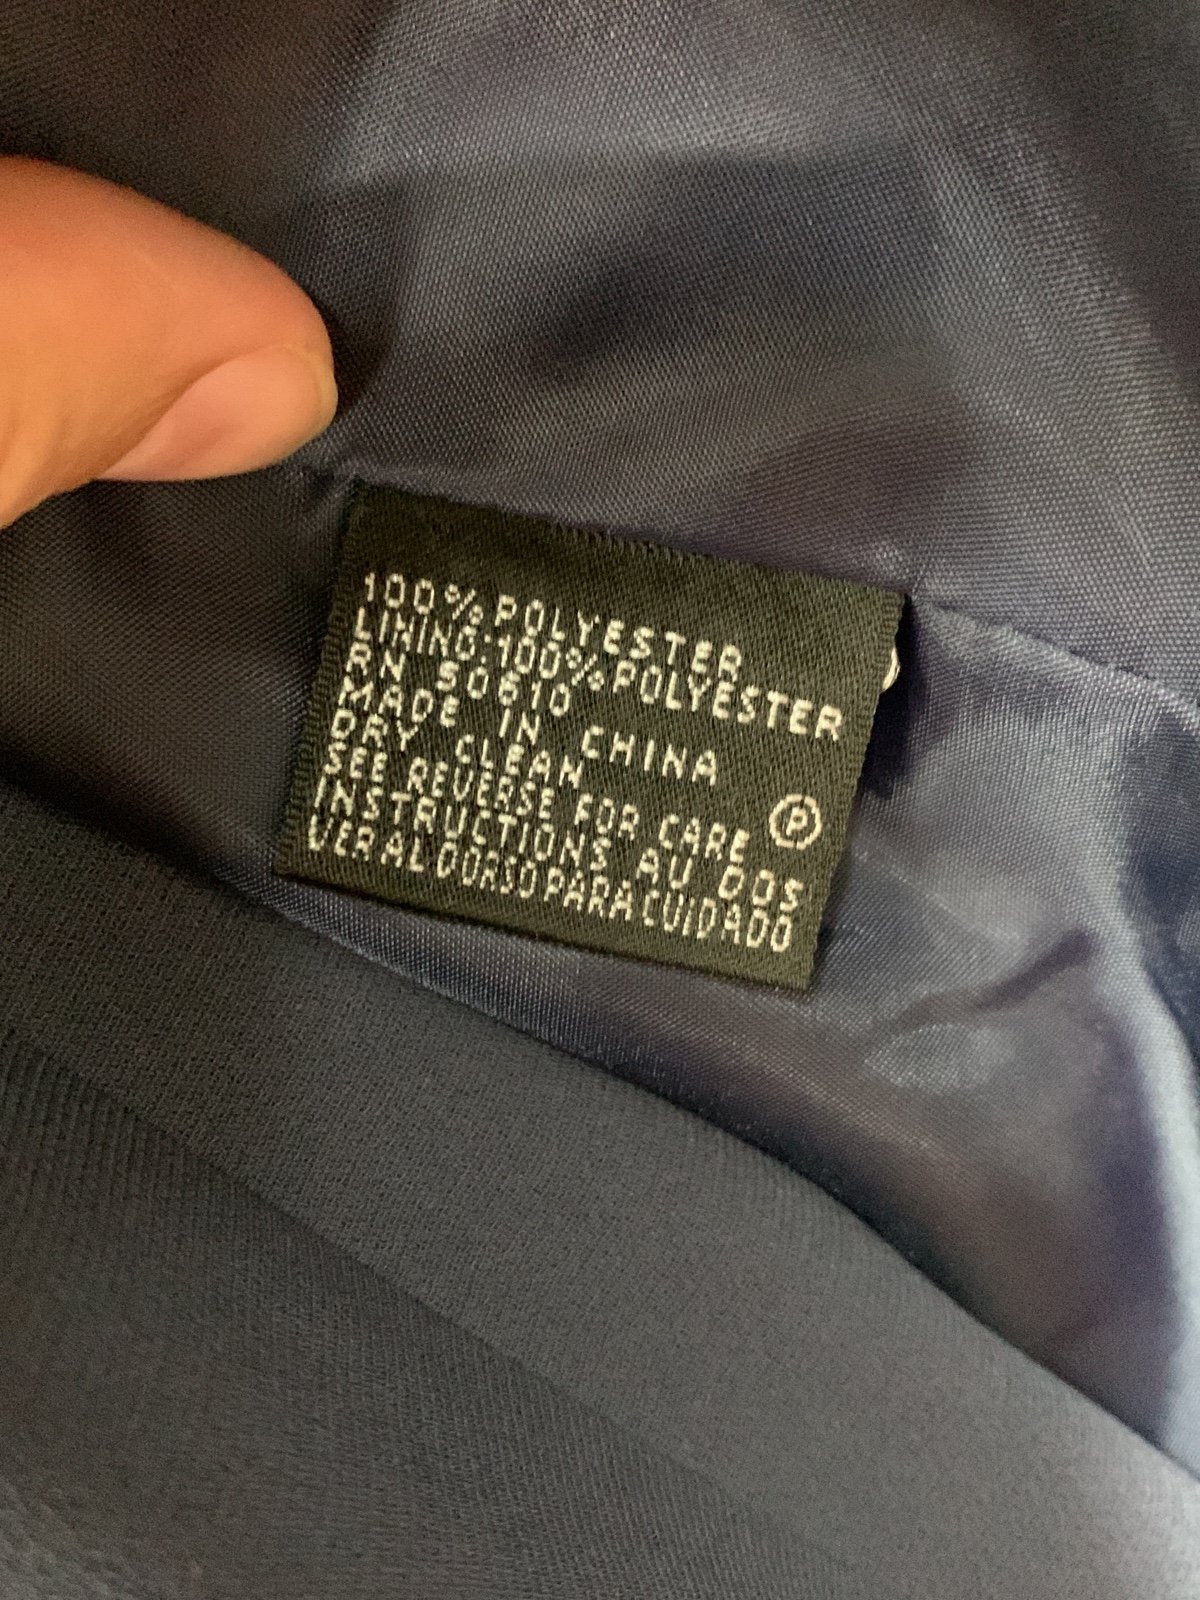 100% POLYESTER
LINING:100% POLYESTER
RN 50610
MADE IN CHINA
DRY CLEAN Ⓟ
SEE REVERSE FOR CARE
INSTRUCTIONS AU DOS
VER AL DORSO PARA CUIDADO